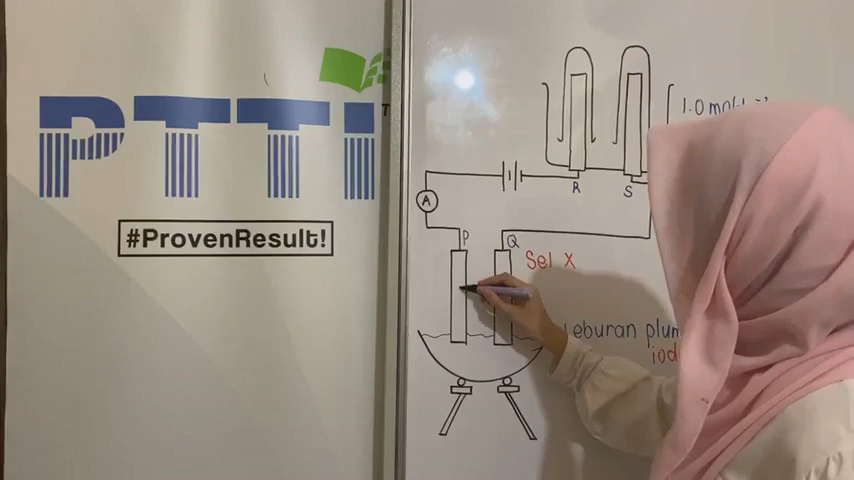 PTTI
#ProvenResult!
1.0 mol
R
S
A
P
Q
Sel X
Leburan plum
iod